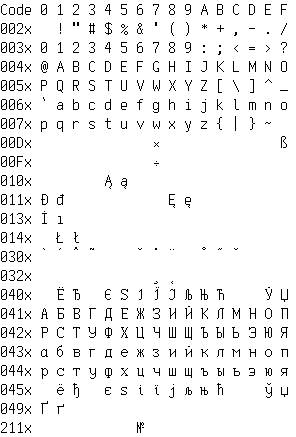 Code 0 1 2 3 4 5 6 7 8 9 A B C D E F
002x ! " # $ % & ' ( ) * + , - . /
003x 0 1 2 3 4 5 6 7 8 9 : ; < = > ?
004x @ A B C D E F G H I J K L M N O
005x P Q R S T U V W X Y Z [ \ ] ^ _
006x ` a b c d e f g h i j k l m n o
007x p q r s t u v w x y z { | } ~
00Dx × ß
00Fx ÷
010x Ą ą
011x Đ đ Ę ę
013x İ ı
014x Ł ł
030x ` ´ ^ ~ ˘ ˙ ¨ ˚ ˝ ˇ
032x ¸ ˛
040x Ё Ђ Є Ѕ І Ї Ј Љ Њ Ћ Ў Џ
041x А Б В Г Д Е Ж З И Й К Л М Н О П
042x Р С Т У Ф Х Ц Ч Ш Щ Ъ Ы Ь Э Ю Я
043x а б в г д е ж з и й к л м н о п
044x р с т у ф х ц ч ш щ ъ ы ь э ю я
045x ё ђ є ѕ і ї ј љ њ ћ ў џ
049x Ґ ґ
211x №